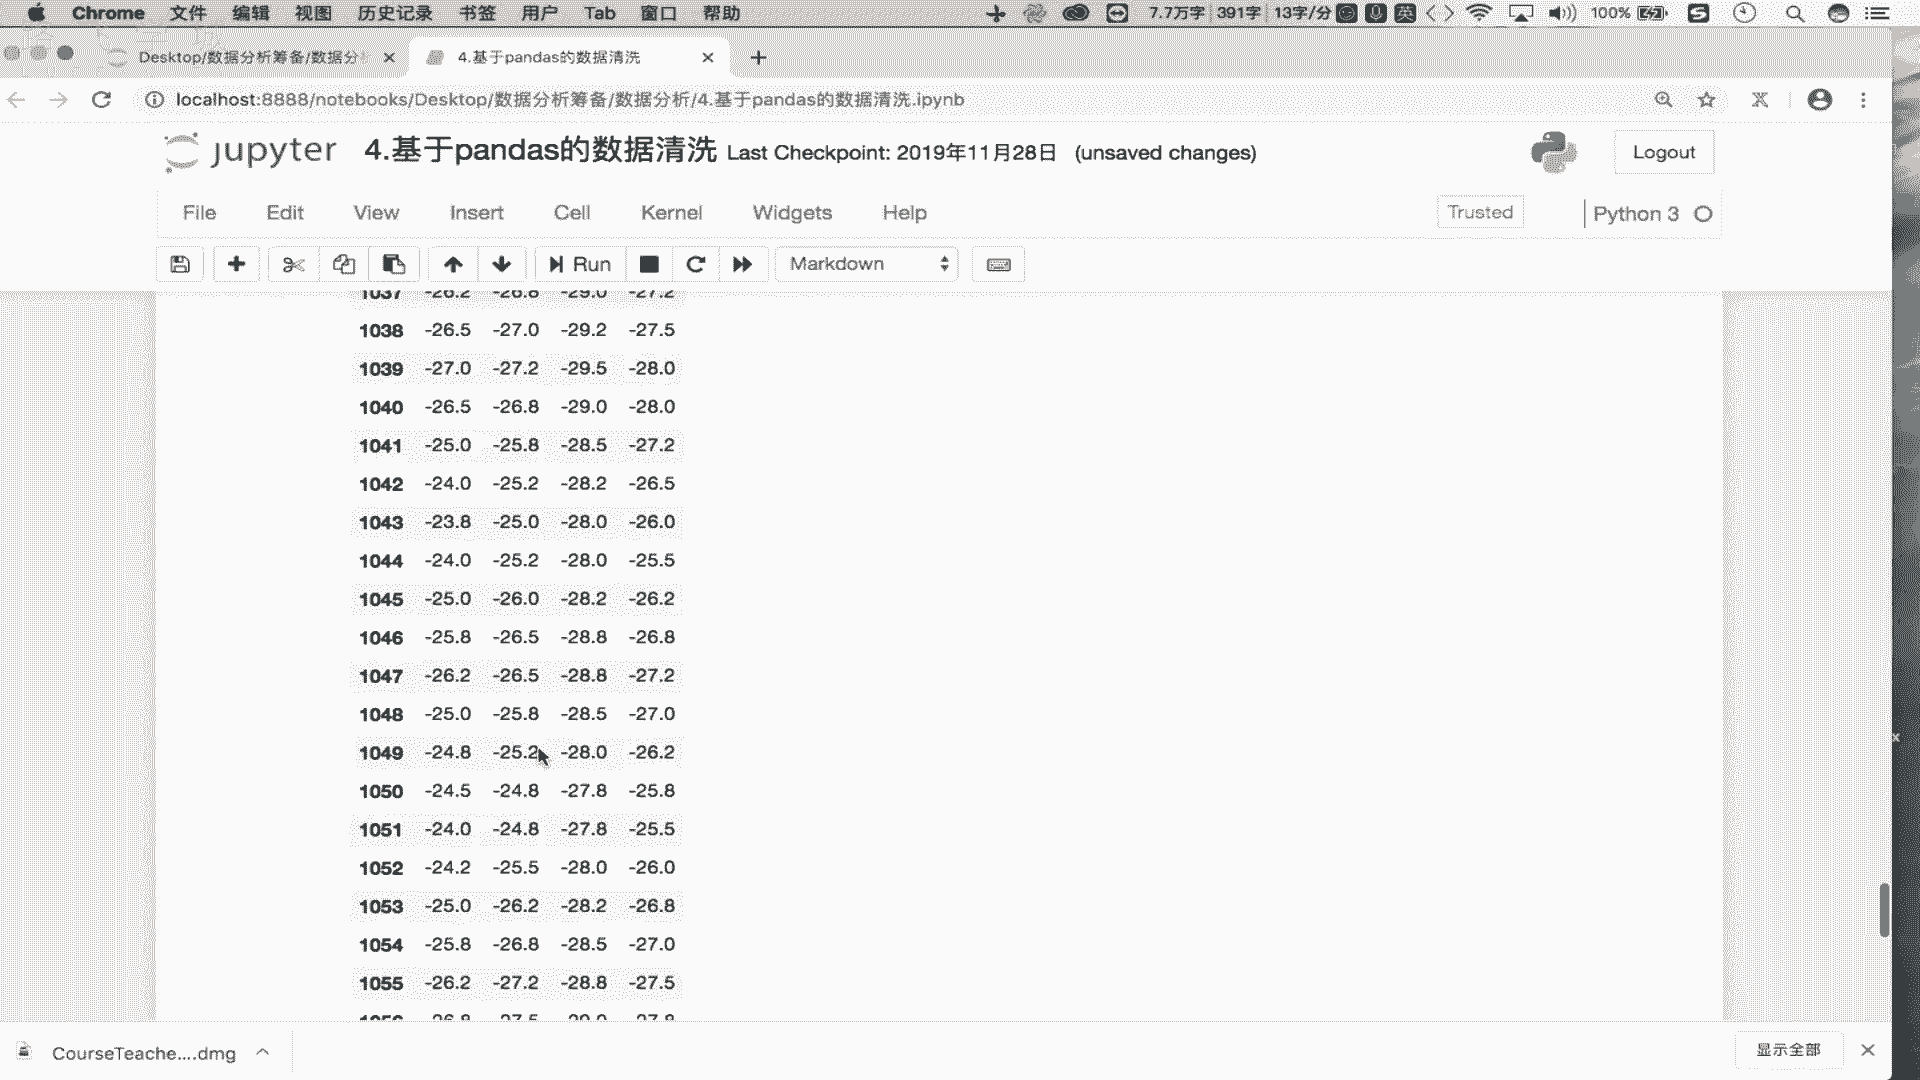 Chrome 文件 编辑 视图 历史记录 书签 用户 Tab 窗口 帮助 7.7万字 391字 13字/分 英 100%
Desktop/数据分析筹备/数据分 4.基于pandas的数据清洗
localhost:8888/notebooks/Desktop/数据分析筹备/数据分析/4.基于pandas的数据清洗.ipynb
jupyter 4.基于pandas的数据清洗 Last Checkpoint: 2019年11月28日 (unsaved changes) Logout
File Edit View Insert Cell Kernel Widgets Help Trusted Python 3
Run Markdown
1037 -26.2 -26.8 -29.0 -27.2
1038 -26.5 -27.0 -29.2 -27.5
1039 -27.0 -27.2 -29.5 -28.0
1040 -26.5 -26.8 -29.0 -28.0
1041 -25.0 -25.8 -28.5 -27.2
1042 -24.0 -25.2 -28.2 -26.5
1043 -23.8 -25.0 -28.0 -26.0
1044 -24.0 -25.2 -28.0 -25.5
1045 -25.0 -26.0 -28.2 -26.2
1046 -25.8 -26.5 -28.8 -26.8
1047 -26.2 -26.5 -28.8 -27.2
1048 -25.0 -25.8 -28.5 -27.0
1049 -24.8 -25.2 -28.0 -26.2
1050 -24.5 -24.8 -27.8 -25.8
1051 -24.0 -24.8 -27.8 -25.5
1052 -24.2 -25.5 -28.0 -26.0
1053 -25.0 -26.2 -28.2 -26.8
1054 -25.8 -26.8 -28.5 -27.0
1055 -26.2 -27.2 -28.8 -27.5
CourseTeache....dmg 显示全部